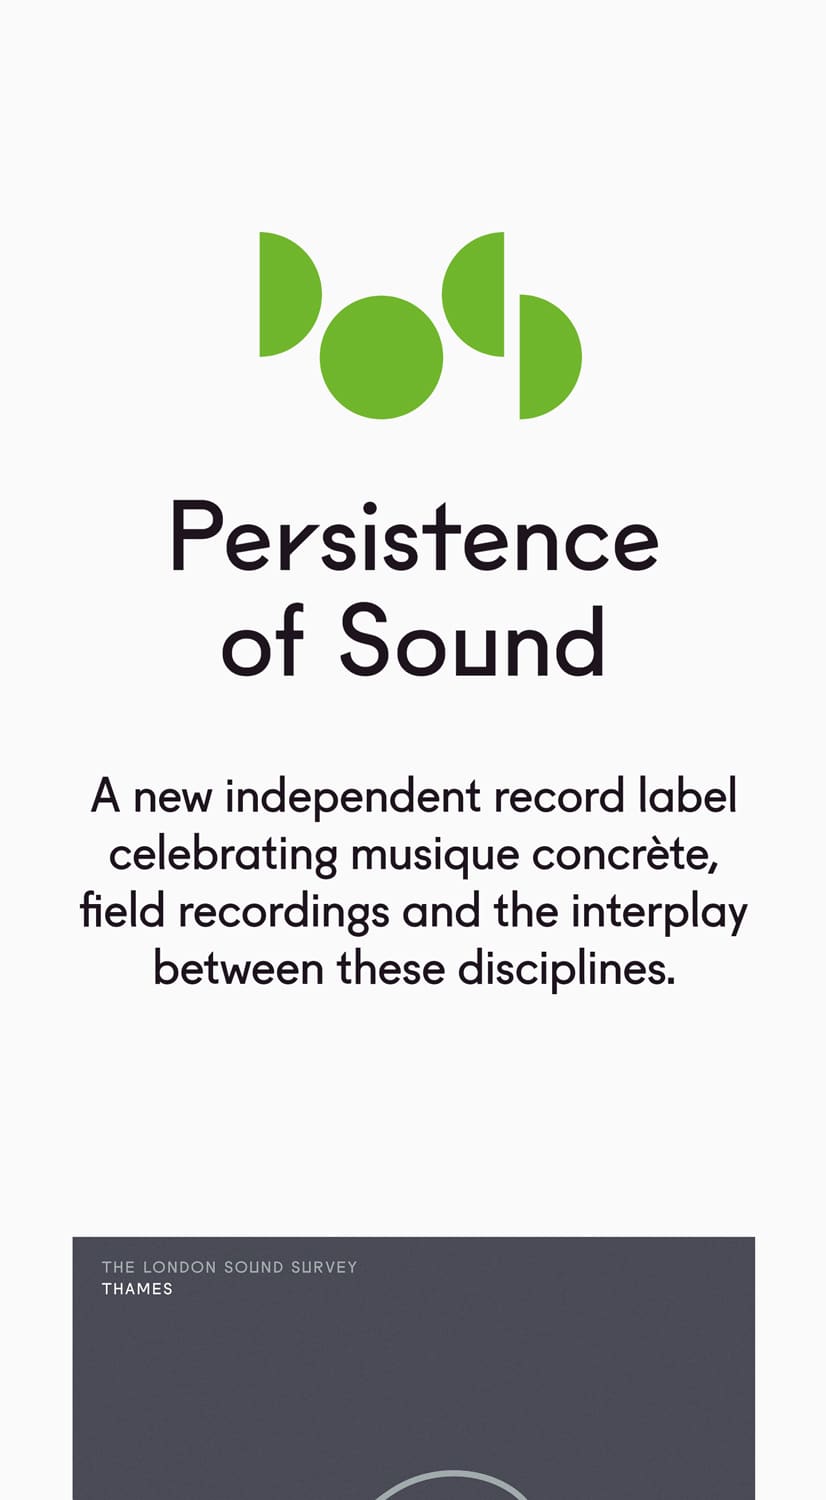 Persistence
of Sound
A new independent record label
celebrating musique concrète,
field recordings and the interplay
between these disciplines.
THE LONDON SOUND SURVEY
THAMES